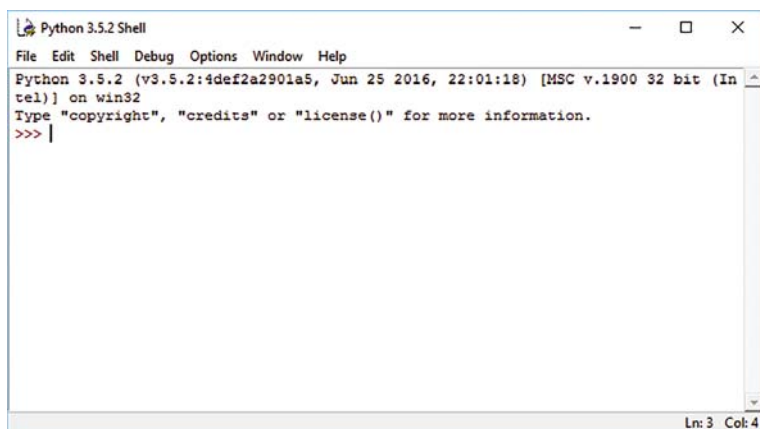 Python 3.5.2 Shell
File Edit Shell Debug Options Window Help
Python 3.5.2 (v3.5.2:4def2a2901a5, Jun 25 2016, 22:01:18) [MSC v.1900 32 bit (In
tel)] on win32
Type "copyright", "credits" or "license()" for more information.
>>>
Ln: 3 Col: 4